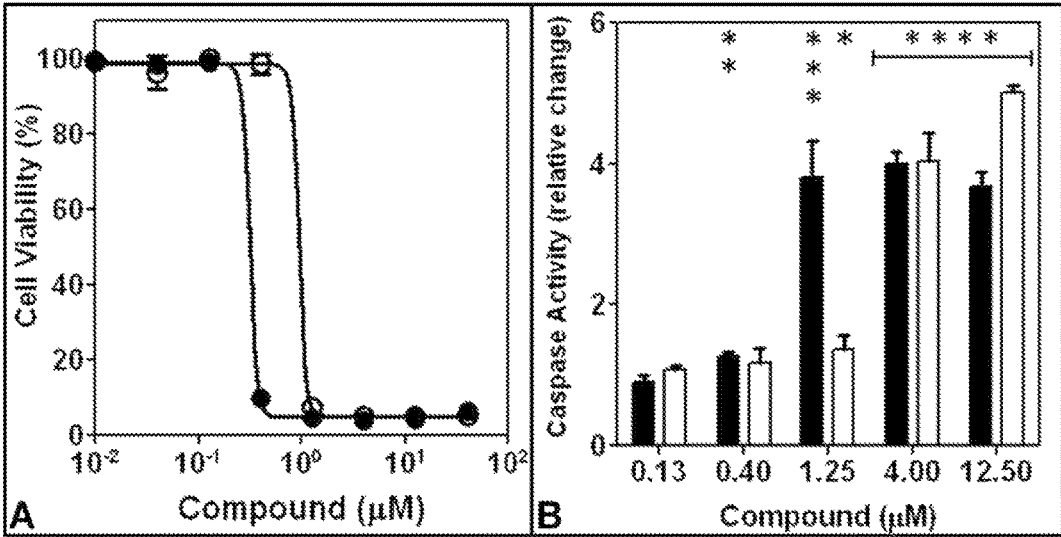 Cell Viability (%)
100
80
60
40
20
0
10⁻² 10⁻¹ 10⁰ 10¹ 10²
Compound (μM)
A
Caspase Activity (relative change)
6
4
2
0
* * * * * * *
* *
*
0.13 0.40 1.25 4.00 12.50
Compound (μM)
B